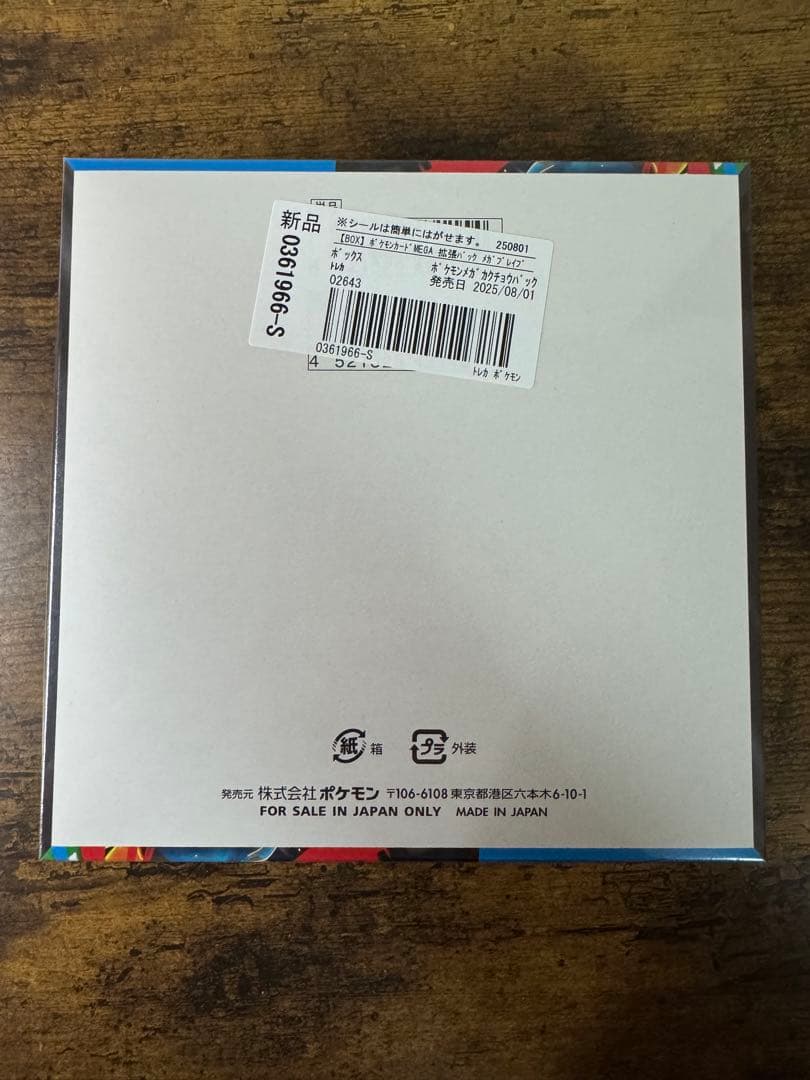 単品
新品
0361966-S
※シールは簡単にはがせます。 250801
【BOX】ﾎﾟｹﾓﾝｶｰﾄﾞMEGA 拡張ﾊﾟｯｸ ﾒｶﾞﾌﾞﾚｲﾌﾞ
ﾎﾞｯｸｽ ﾎﾟｹﾓﾝﾒｶﾞｶｸﾁｮｳﾊﾟｯｸ
ﾄﾚｶ 発売日 2025/08/01
02643
0361966-S
ﾄﾚｶ ﾎﾟｹﾓﾝ
紙 箱 プラ 外装
発売元 株式会社ポケモン 〒106-6108 東京都港区六本木6-10-1
FOR SALE IN JAPAN ONLY MADE IN JAPAN